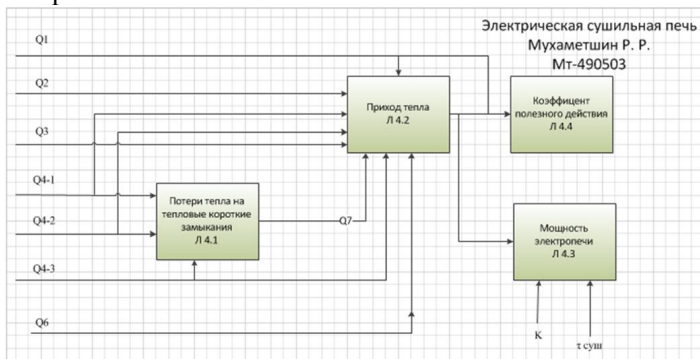 Электрическая сушильная печь
Мухаметшин Р. Р.
Мт-490503
Q1
Q2
Q3
Q4-1
Q4-2
Q4-3
Q6
Приход тепла
Л 4.2
Коэффицент
полезного действия
Л 4.4
Потери тепла на
тепловые короткие
замыкания
Л 4.1
Q7
Мощность
электропечи
Л 4.3
К
τ суш